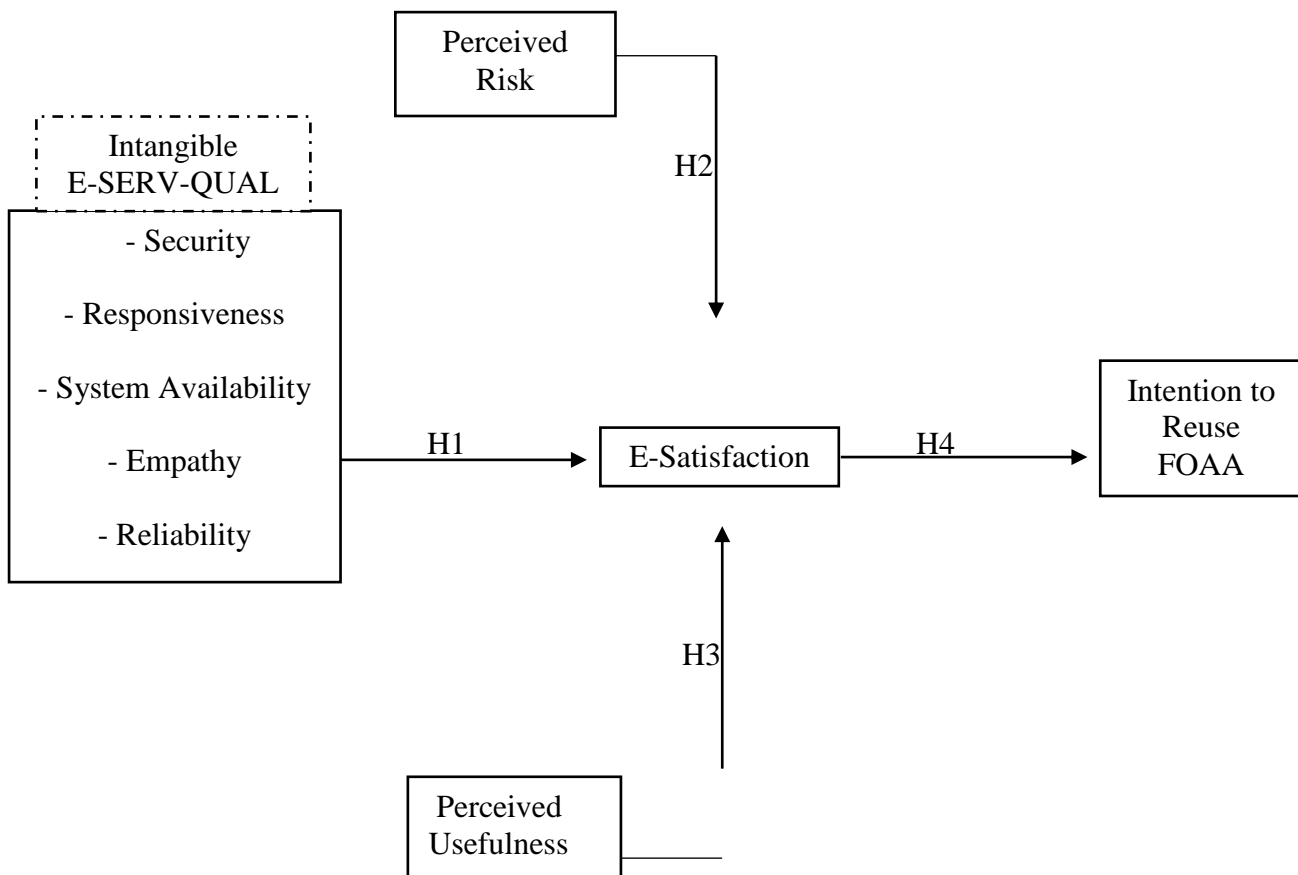 Perceived
Risk
H2
Intangible
E-SERV-QUAL
- Security
- Responsiveness
- System Availability
- Empathy
- Reliability
H1
E-Satisfaction
H4
Intention to
Reuse
FOAA
H3
Perceived
Usefulness